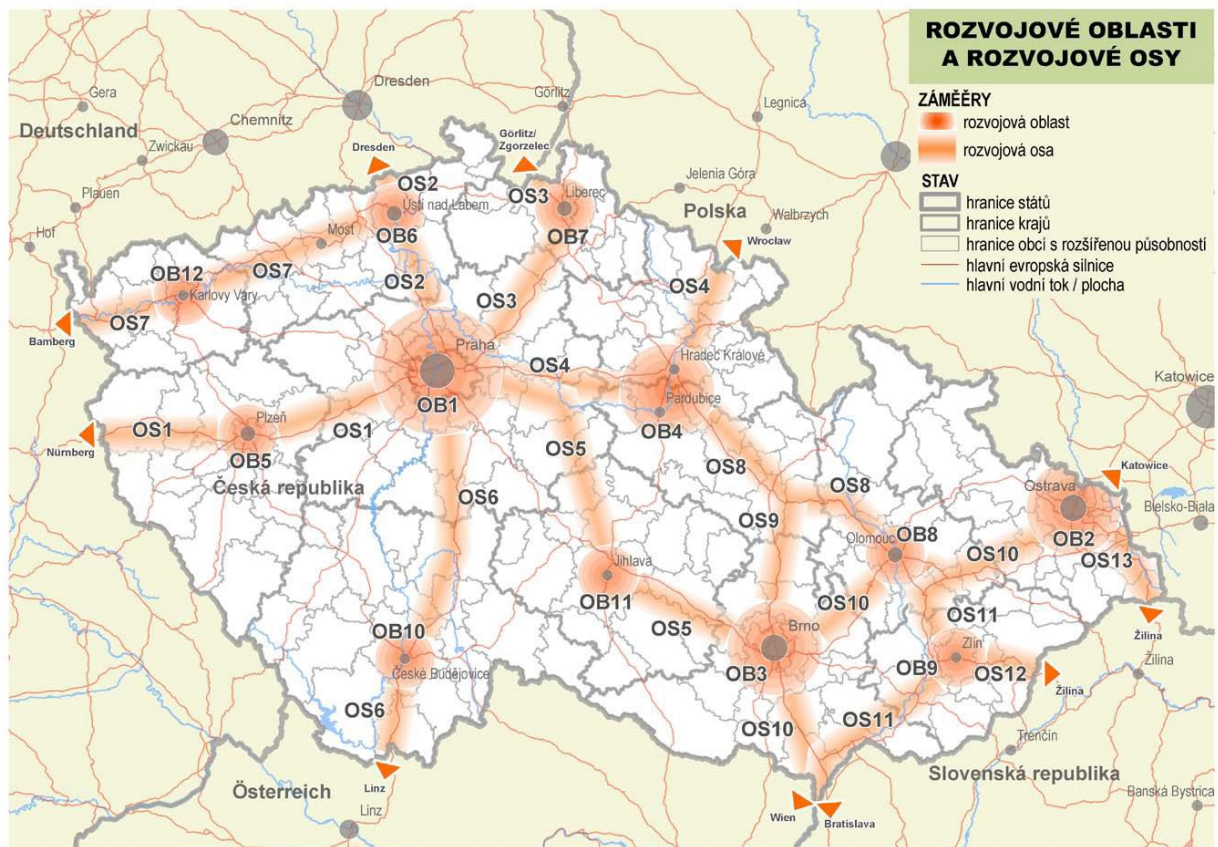 ROZVOJOVÉ OBLASTI
A ROZVOJOVÉ OSY
ZÁMĚĚRY
rozvojová oblast
rozvojová osa
STAV
hranice států
hranice krajů
hranice obcí s rozšířenou působností
hlavní evropská silnice
hlavní vodní tok / plocha
Gera
Dresden
Görlitz
Legnica
Chemnitz
Deutschland
Zwickau
Dresden
Görlitz/
Zgorzelec
Plauen
OS2
OS3
Liberec
Jelenia Góra
Ústí nad Labem
Polska
Hof
Most
OB6
OB7
Walbrzych
Wrocław
OB12
OS7
OS2
OS3
OS4
Karlovy Vary
OS7
Bamberg
Praha
OS4
Hradec Králové
Katowice
OB1
Pardubice
OS1
Plzeň
OS1
OB4
Nürnberg
OB5
OS5
OS8
Česká republika
Katowice
OS8
Ostrava
OS6
OS9
Bielsko-Biala
OB8
OB2
Olomouc
OS10
OS13
Jihlava
OB11
OS10
OS11
Žilina
OB10
OS5
Brno
Zlín
České Budějovice
OB3
OB9
OS12
Žilina
Žilina
OS6
OS10
OS11
Trenčín
Linz
Slovenská republika
Österreich
Linz
Wien
Bratislava
Banská Bystrica